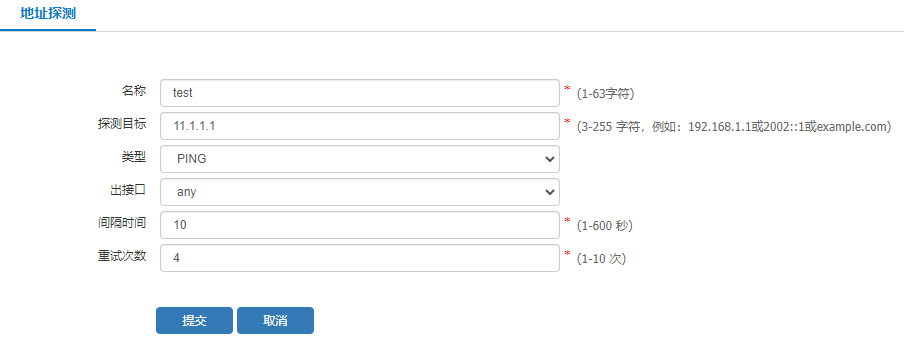 地址探测
名称 test * (1-63字符)
探测目标 11.1.1.1 * (3-255 字符，例如：192.168.1.1或2002::1或example.com)
类型 PING
出接口 any
间隔时间 10 * (1-600 秒)
重试次数 4 * (1-10 次)
提交 取消